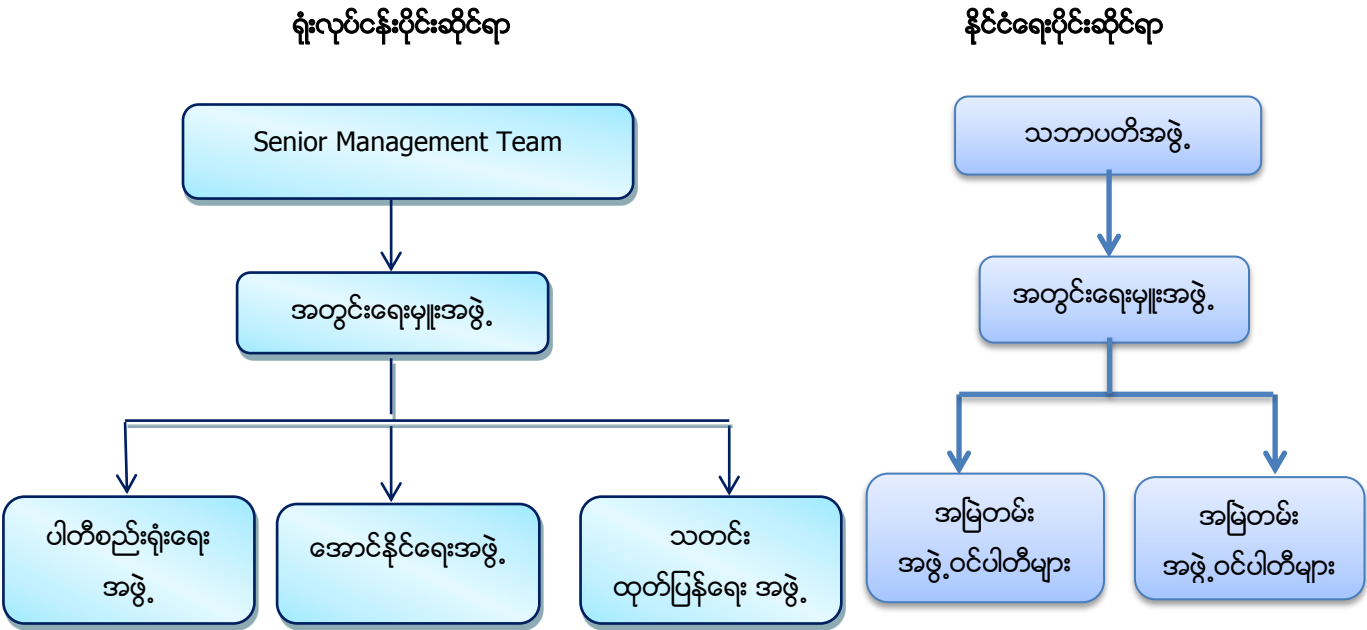 ရုံးလုပ်ငန်းပိုင်းဆိုင်ရာ
Senior Management Team
အတွင်းရေးမှူးအဖွဲ့
ပါတီစည်းရုံးရေး
အဖွဲ့
အောင်နိုင်ရေးအဖွဲ့
သတင်း
ထုတ်ပြန်ရေး အဖွဲ့
နိုင်ငံရေးပိုင်းဆိုင်ရာ
သဘာပတိအဖွဲ့
အတွင်းရေးမှူးအဖွဲ့
အမြဲတမ်း
အဖွဲ့ဝင်ပါတီများ
အမြဲတမ်း
အဖွဲ့ဝင်ပါတီများ